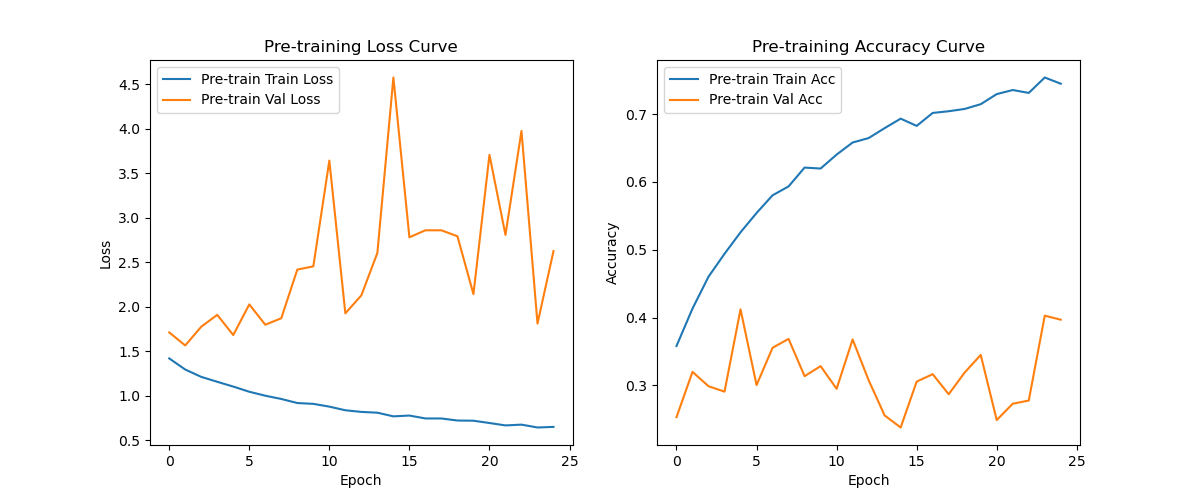 Pre-training Loss Curve
Pre-train Train Loss
Pre-train Val Loss
4.5
4.0
3.5
3.0
2.5
2.0
1.5
1.0
0.5
Loss
0 5 10 15 20 25
Epoch
Pre-training Accuracy Curve
Pre-train Train Acc
Pre-train Val Acc
0.7
0.6
0.5
0.4
0.3
Accuracy
0 5 10 15 20 25
Epoch